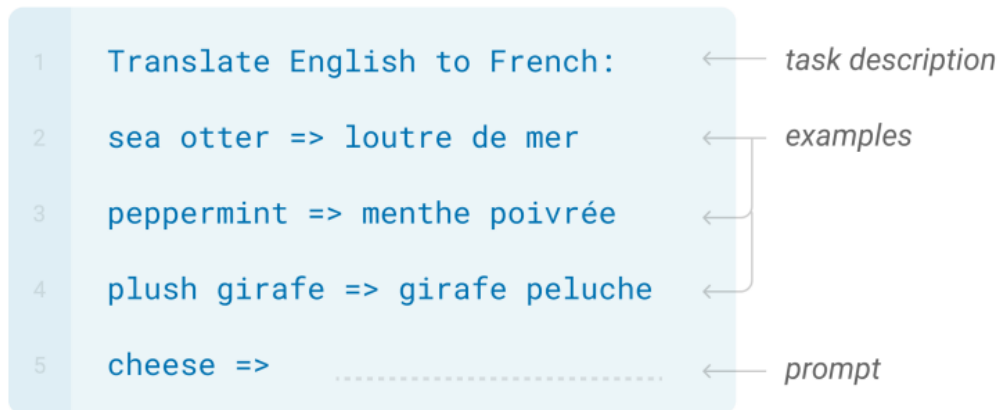 1 Translate English to French: task description
2 sea otter => loutre de mer examples
3 peppermint => menthe poivrée
4 plush girafe => girafe peluche
5 cheese => prompt